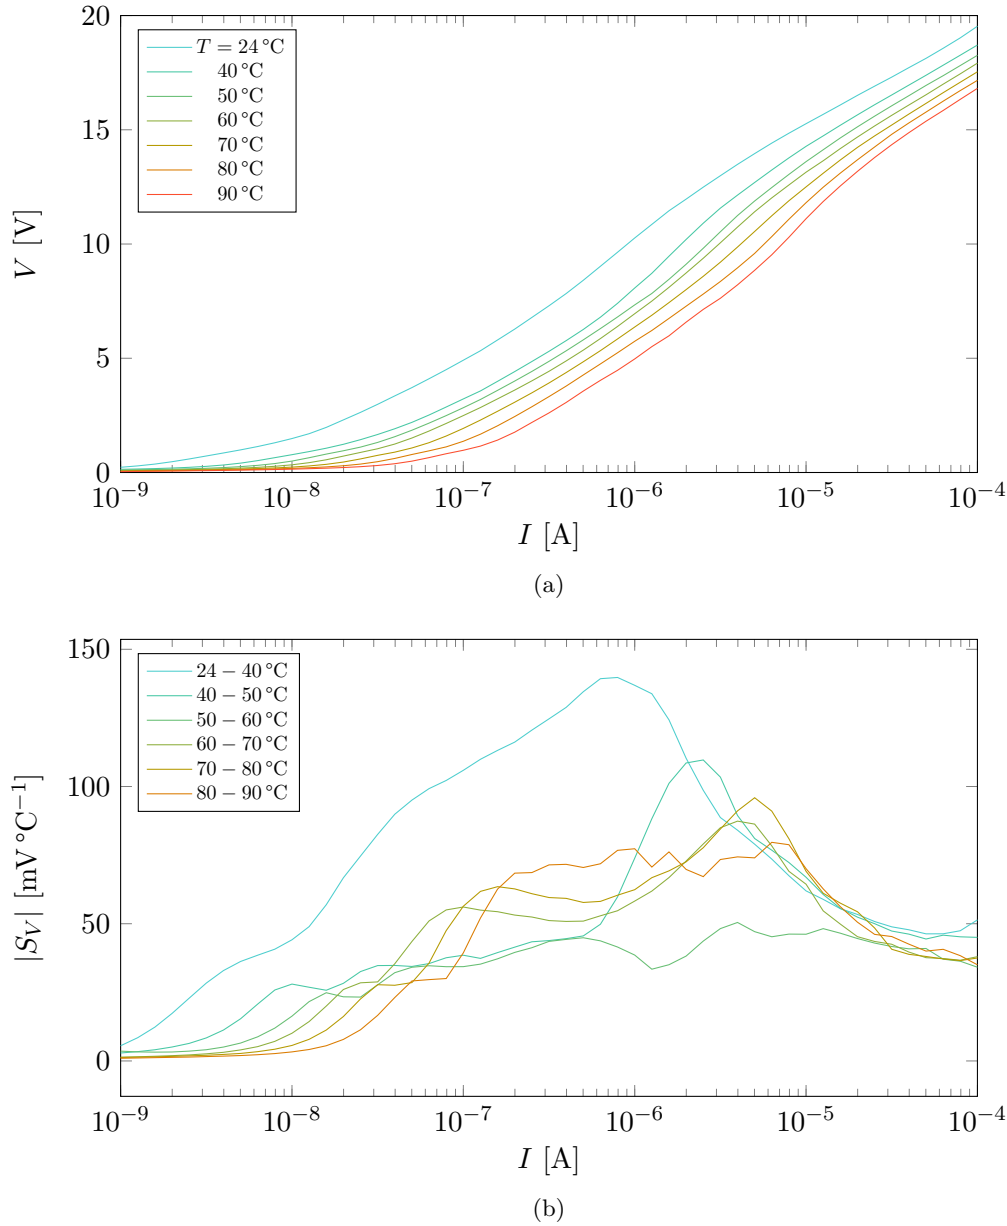 20
15
10
5
0
V [V]
T = 24 °C
40 °C
50 °C
60 °C
70 °C
80 °C
90 °C
10⁻⁹ 10⁻⁸ 10⁻⁷ 10⁻⁶ 10⁻⁵ 10⁻⁴
I [A]
(a)
150
100
50
0
|S_V| [mV °C⁻¹]
24 – 40 °C
40 – 50 °C
50 – 60 °C
60 – 70 °C
70 – 80 °C
80 – 90 °C
10⁻⁹ 10⁻⁸ 10⁻⁷ 10⁻⁶ 10⁻⁵ 10⁻⁴
I [A]
(b)